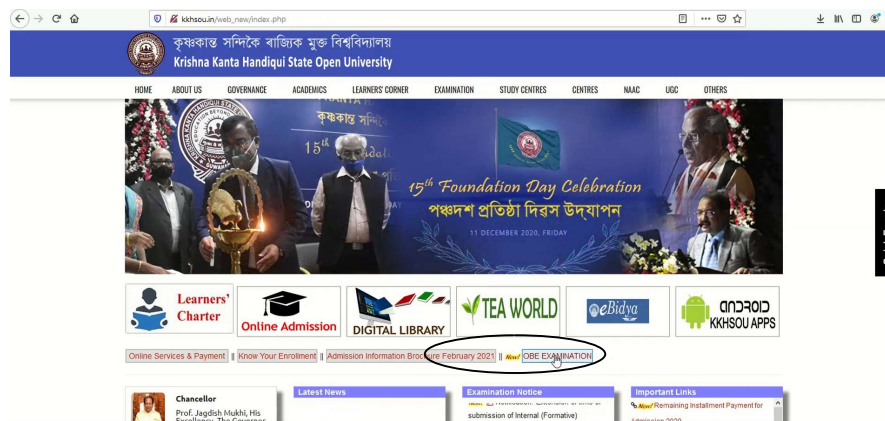 kkhsou.in/web_new/index.php
কৃষ্ণকান্ত সন্দিকৈ ৰাজ্যিক মুক্ত বিশ্ববিদ্যালয়
Krishna Kanta Handiqui State Open University
HOME ABOUT US GOVERNANCE ACADEMICS LEARNERS' CORNER EXAMINATION STUDY CENTRES CENTRES NAAC UGC OTHERS
15th Foundation Day Celebration
পঞ্চদশ প্ৰতিষ্ঠা দিৱস উদযাপন
11 DECEMBER 2020, FRIDAY
Learners' Charter
Online Admission
DIGITAL LIBRARY
TEA WORLD
eBidya
ANDROID
KKHSOU APPS
Online Services & Payment || Know Your Enrollment || Admission Information Brochure February 2021 || New! OBE EXAMINATION
Chancellor
Prof. Jagdish Mukhi, His
Excellency, The Governor
Latest News
Examination Notice
submission of Internal (Formative)
Important Links
New! Remaining Installment Payment for
Admission 2020